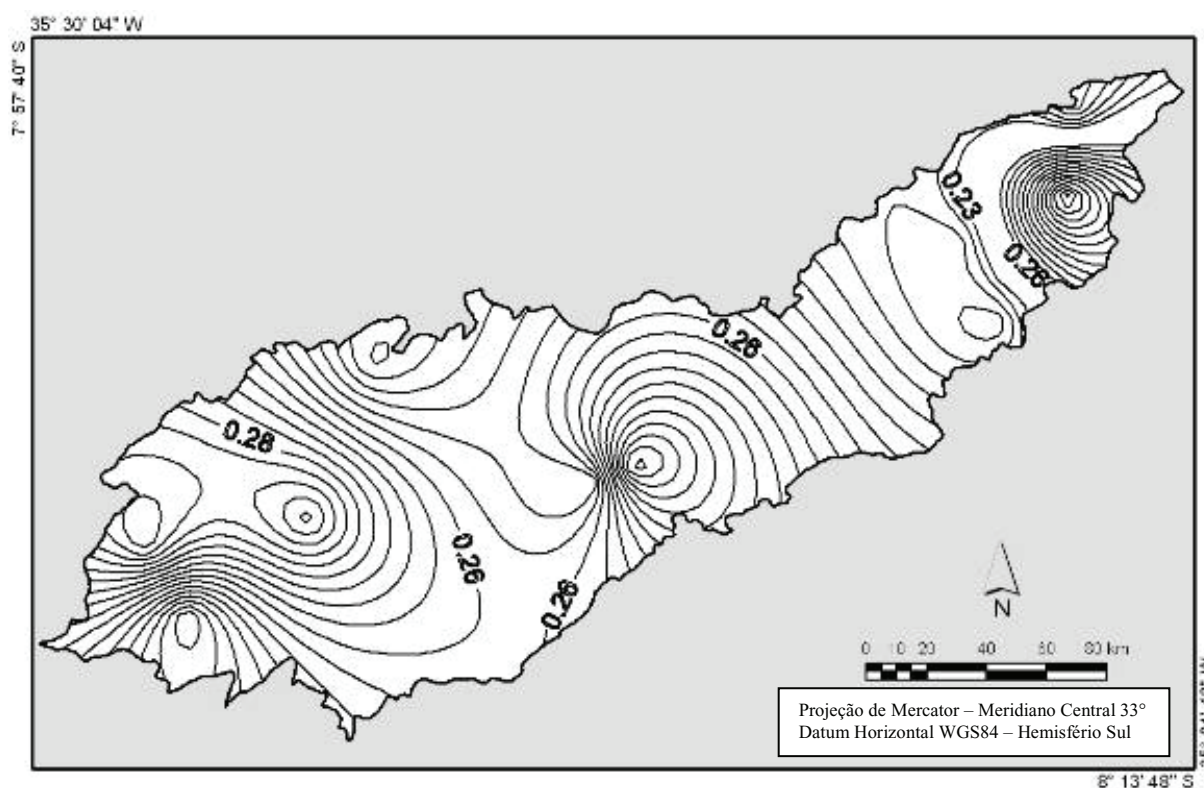 35° 30' 04" W
7° 57' 40" S
0.23
0.26
0.26
0.28
0.26
0.26
N
0 10 20 40 60 80 km
Projeção de Mercator – Meridiano Central 33°
Datum Horizontal WGS84 – Hemisfério Sul
8° 13' 48" S